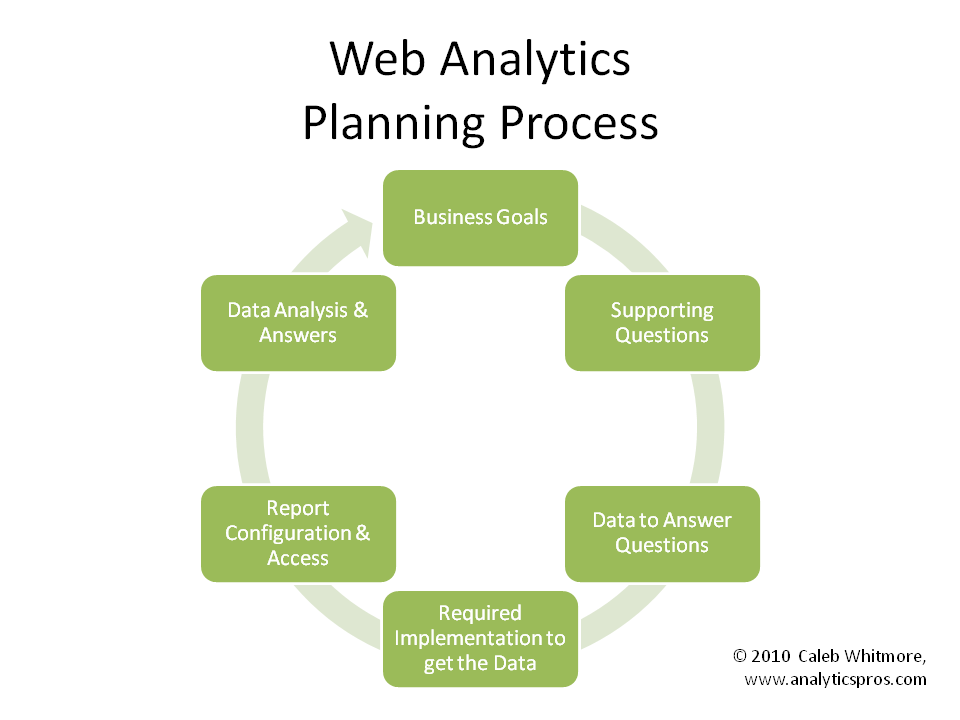 Web Analytics
Planning Process
Business Goals
Supporting
Questions
Data to Answer
Questions
Required
Implementation to
get the Data
Report
Configuration &
Access
Data Analysis &
Answers
© 2010 Caleb Whitmore,
www.analyticspros.com